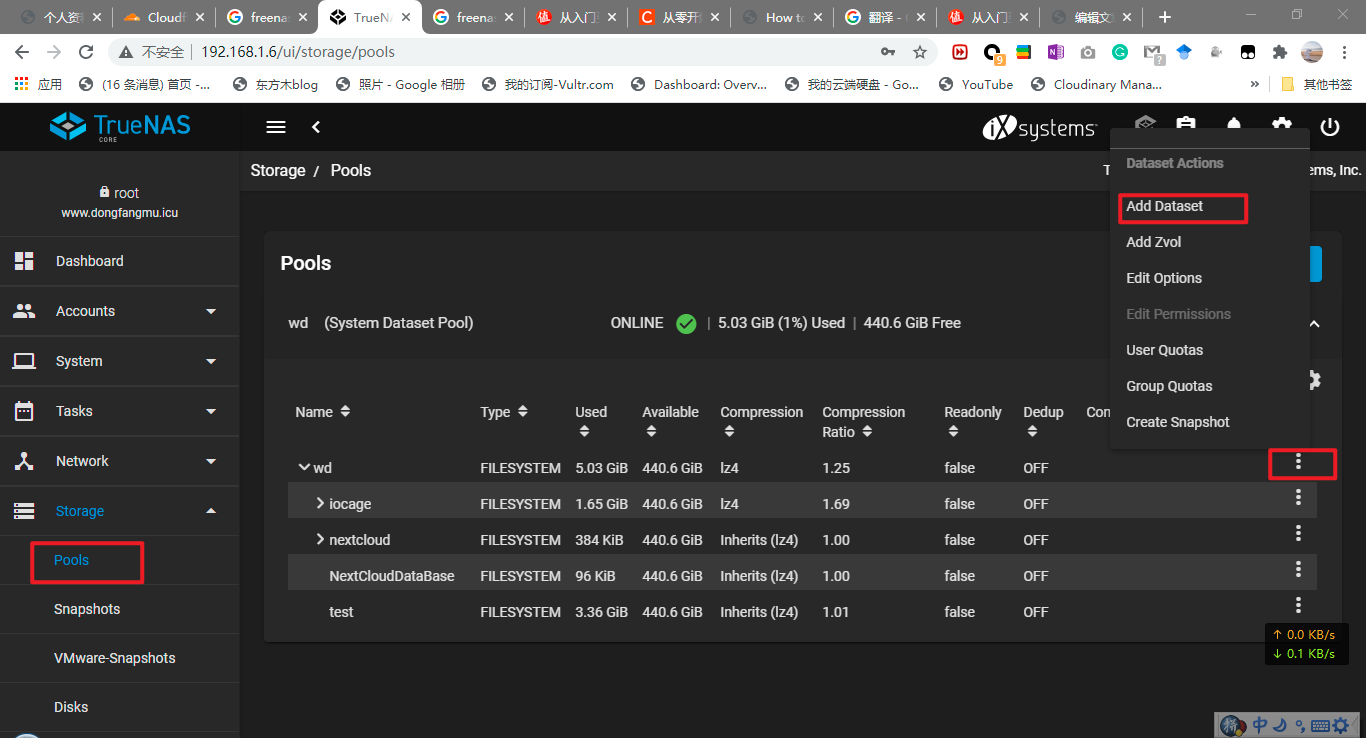 个人资
Cloudf
freena
TrueNA
freena
从入门
从零开
How to
翻译 - G
从入门
编辑文
不安全 192.168.1.6/ui/storage/pools
9
?
应用
(16 条消息) 首页 -...
东方木blog
照片 - Google 相册
我的订阅-Vultr.com
Dashboard: Overv...
我的云端硬盘 - Go...
YouTube
Cloudinary Mana...
其他书签
TrueNAS
CORE
iXsystems
root
www.dongfangmu.icu
Dashboard
Accounts
System
Tasks
Network
Storage
Pools
Snapshots
VMware-Snapshots
Disks
Storage / Pools
ems, Inc.
Pools
wd (System Dataset Pool) ONLINE | 5.03 GiB (1%) Used | 440.6 GiB Free
Name Type Used Available Compression Compression Ratio Readonly Dedup Con
wd FILESYSTEM 5.03 GiB 440.6 GiB lz4 1.25 false OFF
iocage FILESYSTEM 1.65 GiB 440.6 GiB lz4 1.69 false OFF
nextcloud FILESYSTEM 384 KiB 440.6 GiB Inherits (lz4) 1.00 false OFF
NextCloudDataBase FILESYSTEM 96 KiB 440.6 GiB Inherits (lz4) 1.00 false OFF
test FILESYSTEM 3.36 GiB 440.6 GiB Inherits (lz4) 1.01 false OFF
Dataset Actions
Add Dataset
Add Zvol
Edit Options
Edit Permissions
User Quotas
Group Quotas
Create Snapshot
↑ 0.0 KB/s
↓ 0.1 KB/s
中